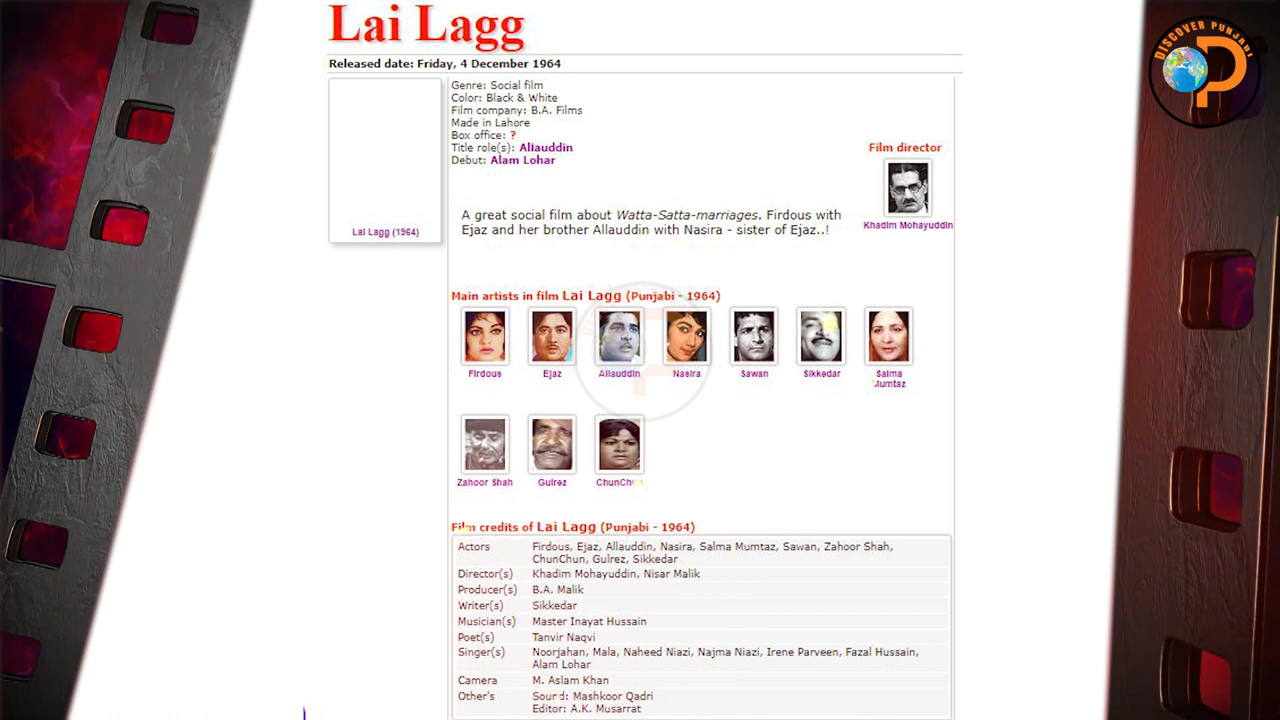 Lai Lagg
DISCOVER PUNJABI
Released date: Friday, 4 December 1964
Genre: Social film
Color: Black & White
Film company: B.A. Films
Made in Lahore
Box office: ?
Title role(s): Allauddin
Debut: Alam Lohar
Film director
Khadim Mohayuddin
Lai Lagg (1964)
A great social film about Watta-Satta-marriages. Firdous with
Ejaz and her brother Allauddin with Nasira - sister of Ejaz..!
Main artists in film Lai Lagg (Punjabi - 1964)
Firdous Ejaz Allauddin Nasira Sawan Sikkedar Salma
Mumtaz
Zahoor Shah Gulrez ChunChun
Film credits of Lai Lagg (Punjabi - 1964)
Actors Firdous, Ejaz, Allauddin, Nasira, Salma Mumtaz, Sawan, Zahoor Shah,
ChunChun, Gulrez, Sikkedar
Director(s) Khadim Mohayuddin, Nisar Malik
Producer(s) B.A. Malik
Writer(s) Sikkedar
Musician(s) Master Inayat Hussain
Poet(s) Tanvir Naqvi
Singer(s) Noorjahan, Mala, Naheed Niazi, Najma Niazi, Irene Parveen, Fazal Hussain,
Alam Lohar
Camera M. Aslam Khan
Other's Sound: Mashkoor Qadri
Editor: A.K. Musarrat